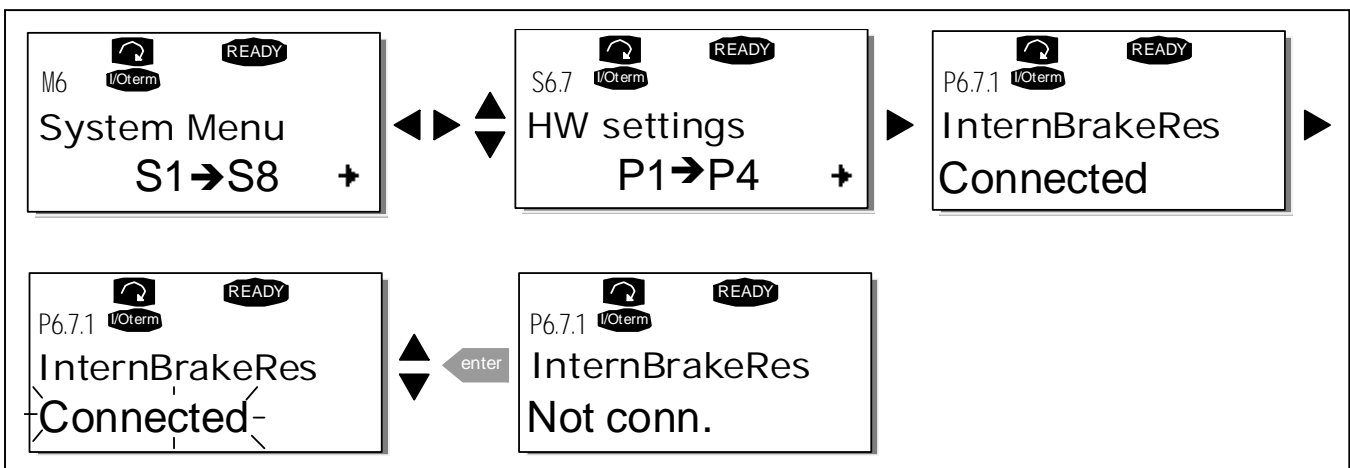 READY
M6 I/Oterm
System Menu
S1➔S8
READY
S6.7 I/Oterm
HW settings
P1➔P4
READY
P6.7.1 I/Oterm
InternBrakeRes
Connected
READY
P6.7.1 I/Oterm
InternBrakeRes
Connected
enter
READY
P6.7.1 I/Oterm
InternBrakeRes
Not conn.